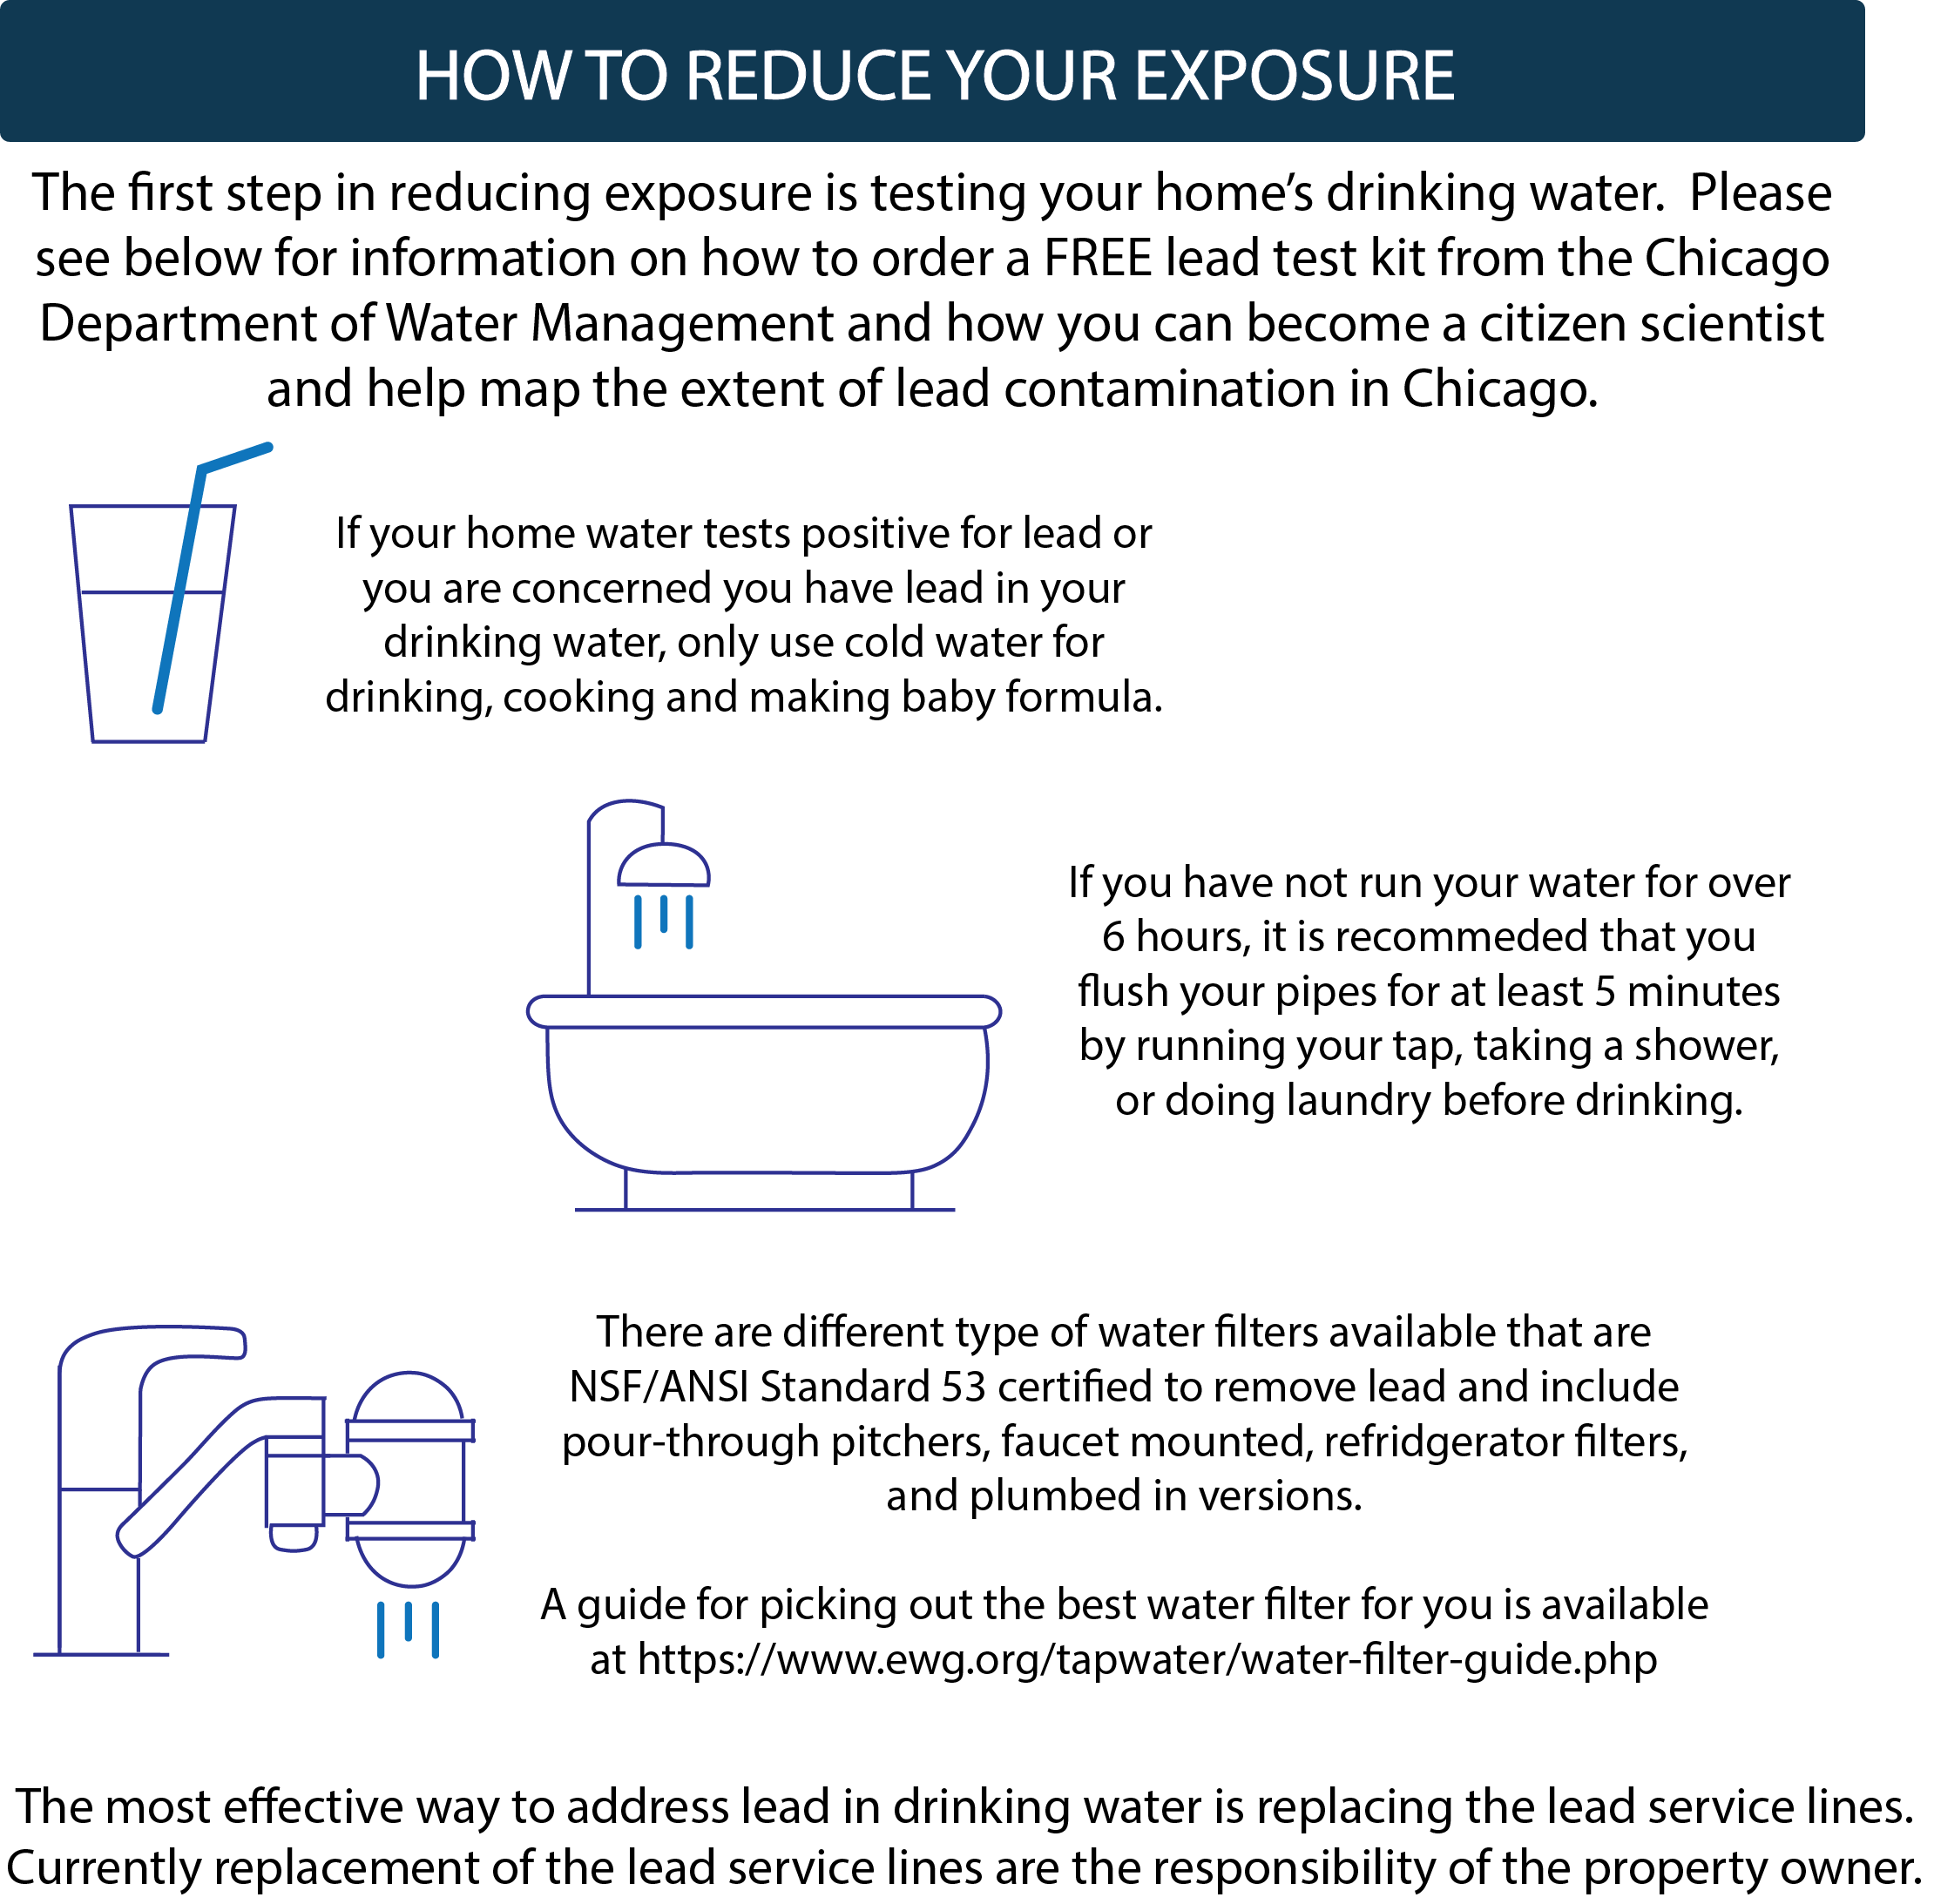 HOW TO REDUCE YOUR EXPOSURE
The first step in reducing exposure is testing your home’s drinking water.  Please
see below for information on how to order a FREE lead test kit from the Chicago
Department of Water Management and how you can become a citizen scientist
and help map the extent of lead contamination in Chicago.
If your home water tests positive for lead or
you are concerned you have lead in your
drinking water, only use cold water for
drinking, cooking and making baby formula.
If you have not run your water for over
6 hours, it is recommeded that you
flush your pipes for at least 5 minutes
by running your tap, taking a shower,
or doing laundry before drinking.
There are different type of water filters available that are
NSF/ANSI Standard 53 certified to remove lead and include
pour-through pitchers, faucet mounted, refridgerator filters,
and plumbed in versions.
A guide for picking out the best water filter for you is available
at https://www.ewg.org/tapwater/water-filter-guide.php
The most effective way to address lead in drinking water is replacing the lead service lines.
Currently replacement of the lead service lines are the responsibility of the property owner.